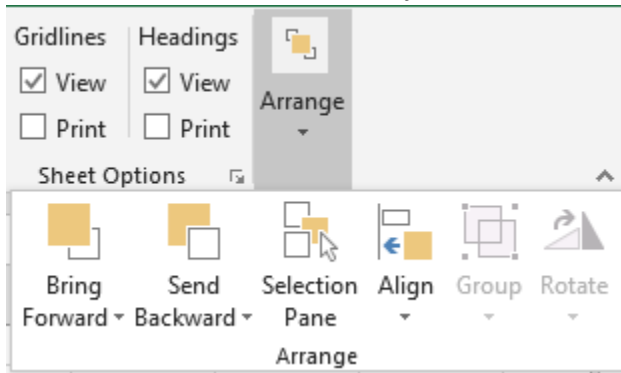 Gridlines Headings
View View
Print Print
Arrange
Sheet Options
Bring Forward
Send Backward
Selection Pane
Align
Group
Rotate
Arrange